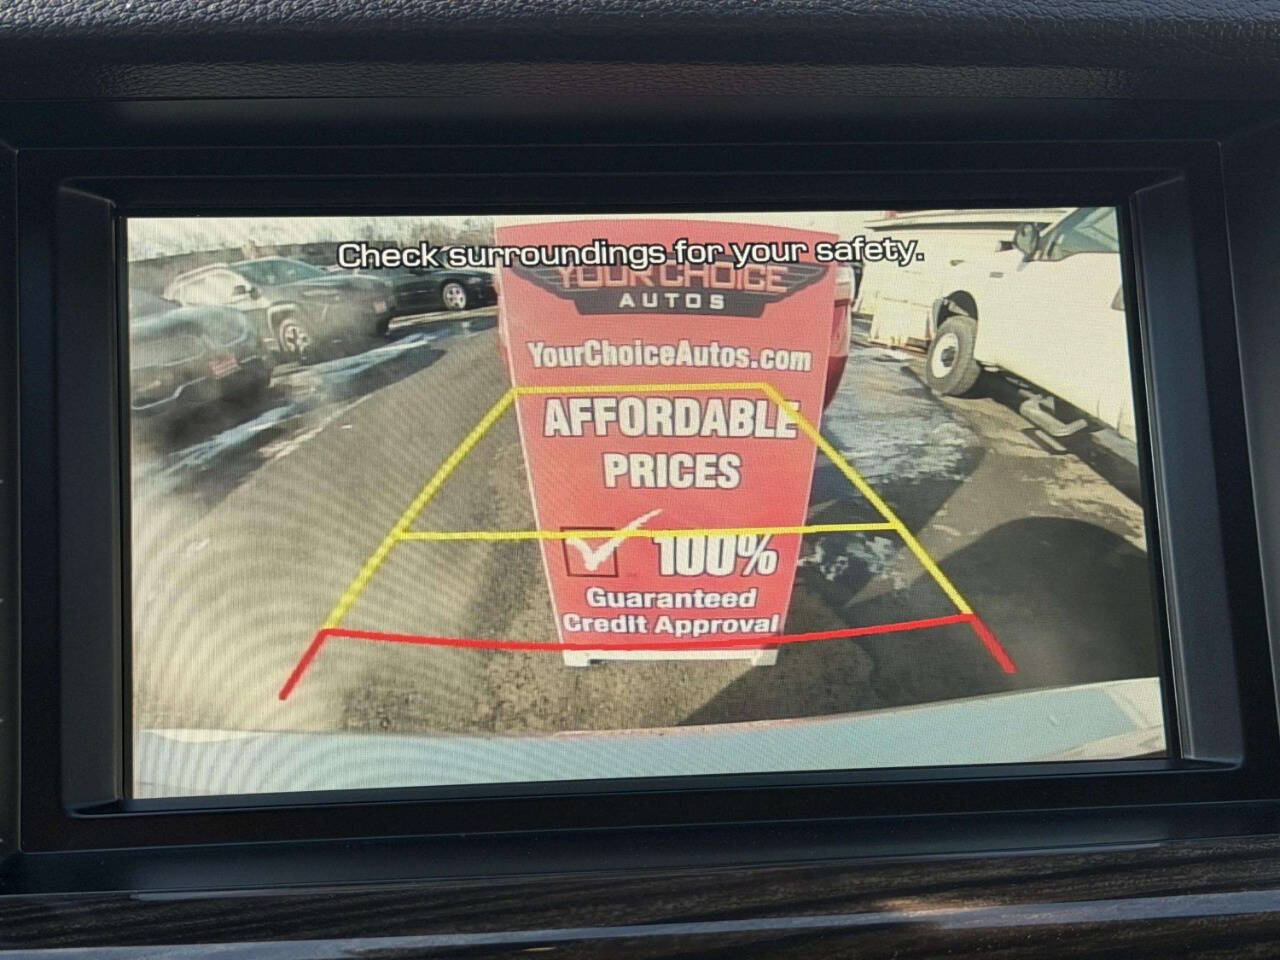 Check surroundings for your safety.
YOUR CHOICE
AUTOS
YourChoiceAutos.com
AFFORDABLE
PRICES
100%
Guaranteed
Credit Approval